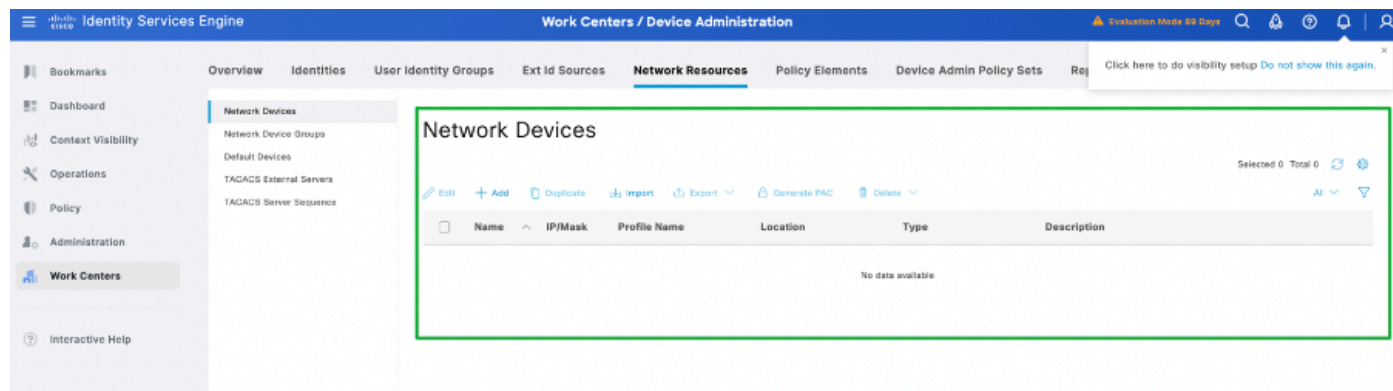 cisco Identity Services Engine
Work Centers / Device Administration
Evaluation Mode 89 Days
Click here to do visibility setup Do not show this again.
Bookmarks
Dashboard
Context Visibility
Operations
Policy
Administration
Work Centers
Interactive Help
Overview Identities User Identity Groups Ext Id Sources Network Resources Policy Elements Device Admin Policy Sets
Network Devices
Network Device Groups
Default Devices
TACACS External Servers
TACACS Server Sequence
Network Devices
Selected 0 Total 0
Edit Add Duplicate Import Export Generate PAC Delete All
Name IP/Mask Profile Name Location Type Description
No data available